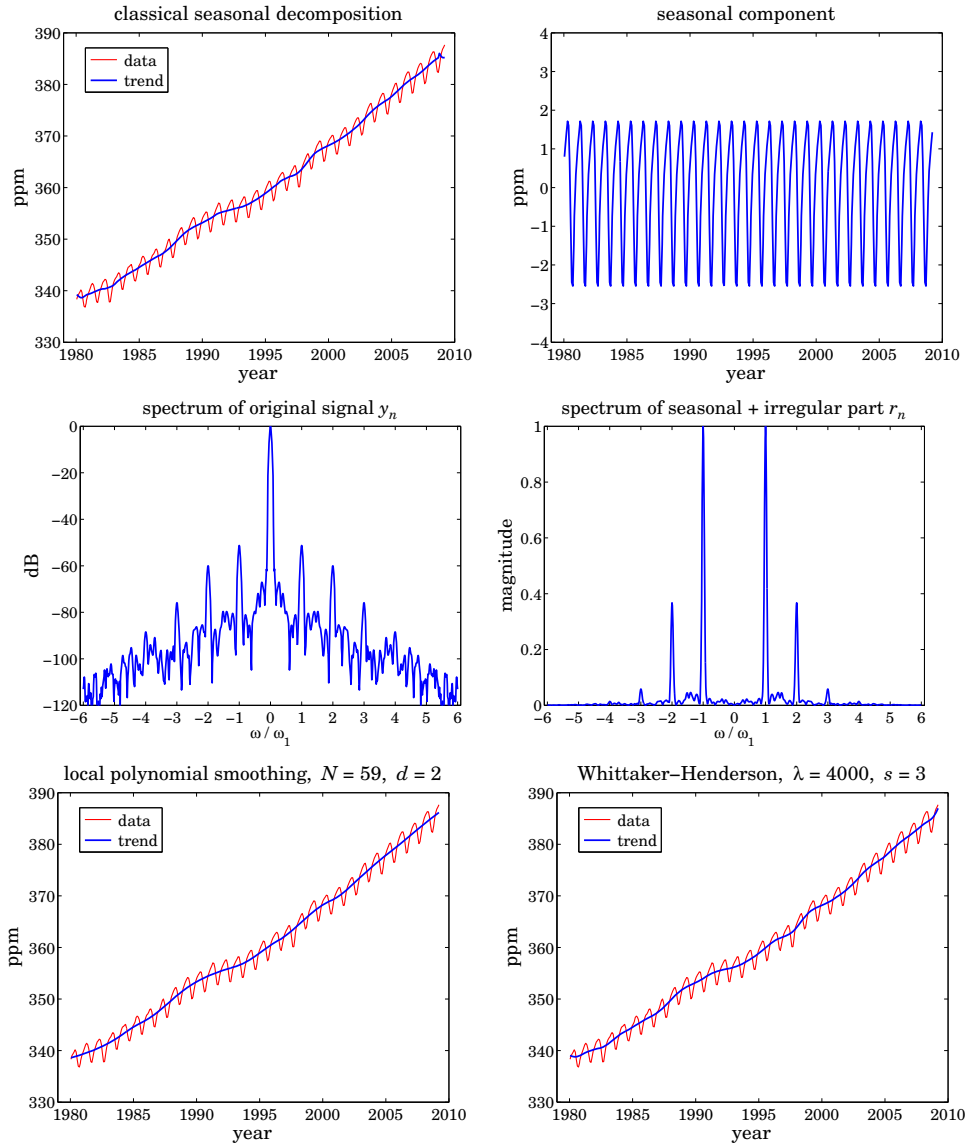 classical seasonal decomposition
390
380
370
360
350
340
330
ppm
data
trend
1980 1985 1990 1995 2000 2005 2010
year
seasonal component
4
3
2
1
0
−1
−2
−3
−4
ppm
1980 1985 1990 1995 2000 2005 2010
year
spectrum of original signal yn
0
−20
−40
−60
−80
−100
−120
dB
−6 −5 −4 −3 −2 −1 0 1 2 3 4 5 6
ω / ω1
spectrum of seasonal + irregular part rn
1
0.8
0.6
0.4
0.2
0
magnitude
−6 −5 −4 −3 −2 −1 0 1 2 3 4 5 6
ω / ω1
local polynomial smoothing, N = 59, d = 2
390
380
370
360
350
340
330
ppm
data
trend
1980 1985 1990 1995 2000 2005 2010
year
Whittaker−Henderson, λ = 4000, s = 3
390
380
370
360
350
340
330
ppm
data
trend
1980 1985 1990 1995 2000 2005 2010
year